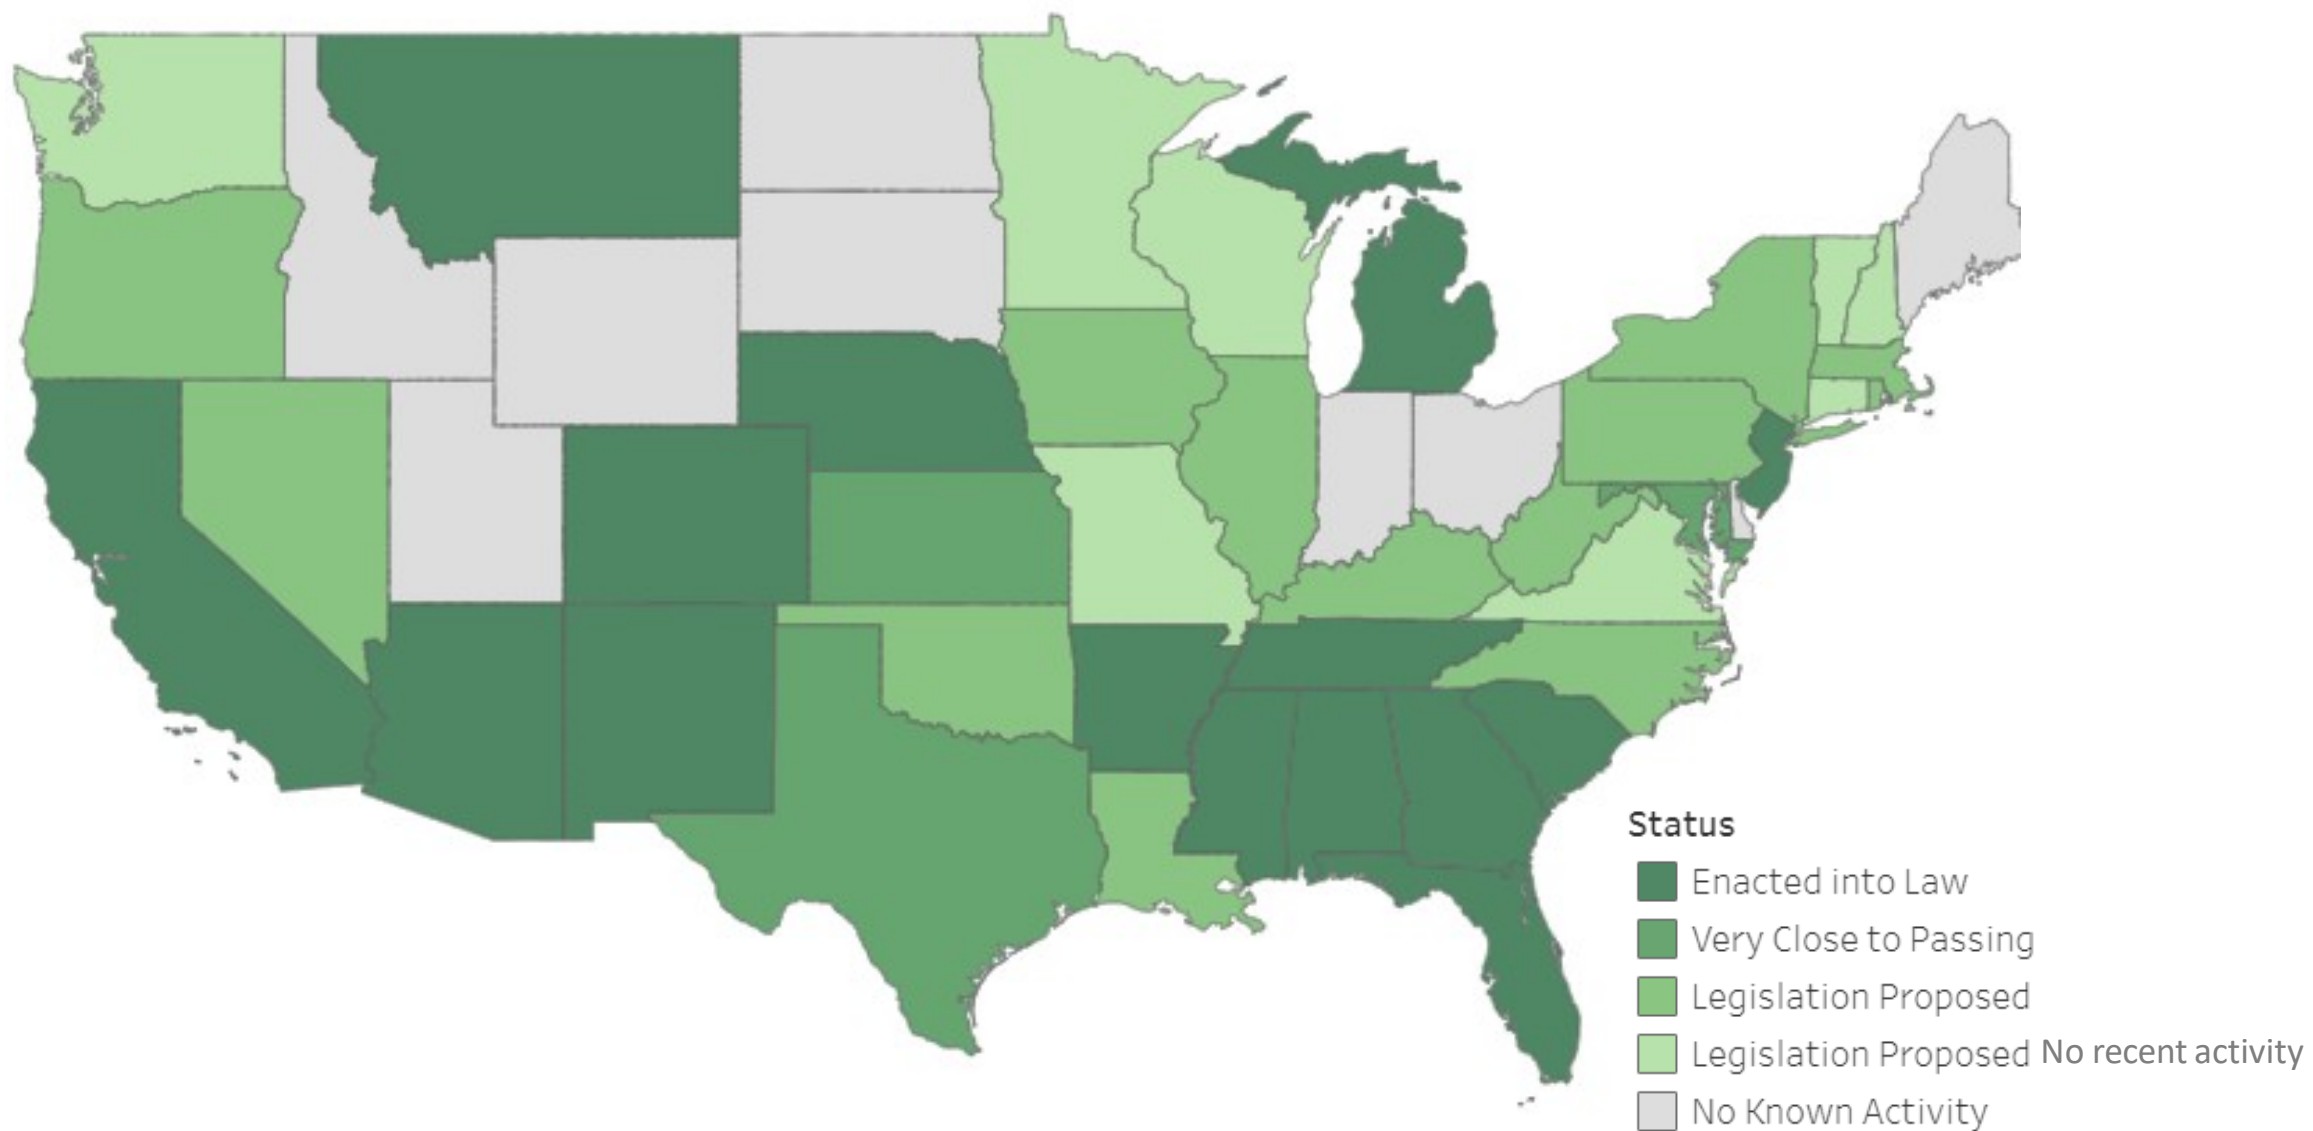 Status
Enacted into Law
Very Close to Passing
Legislation Proposed
Legislation Proposed No recent activity
No Known Activity